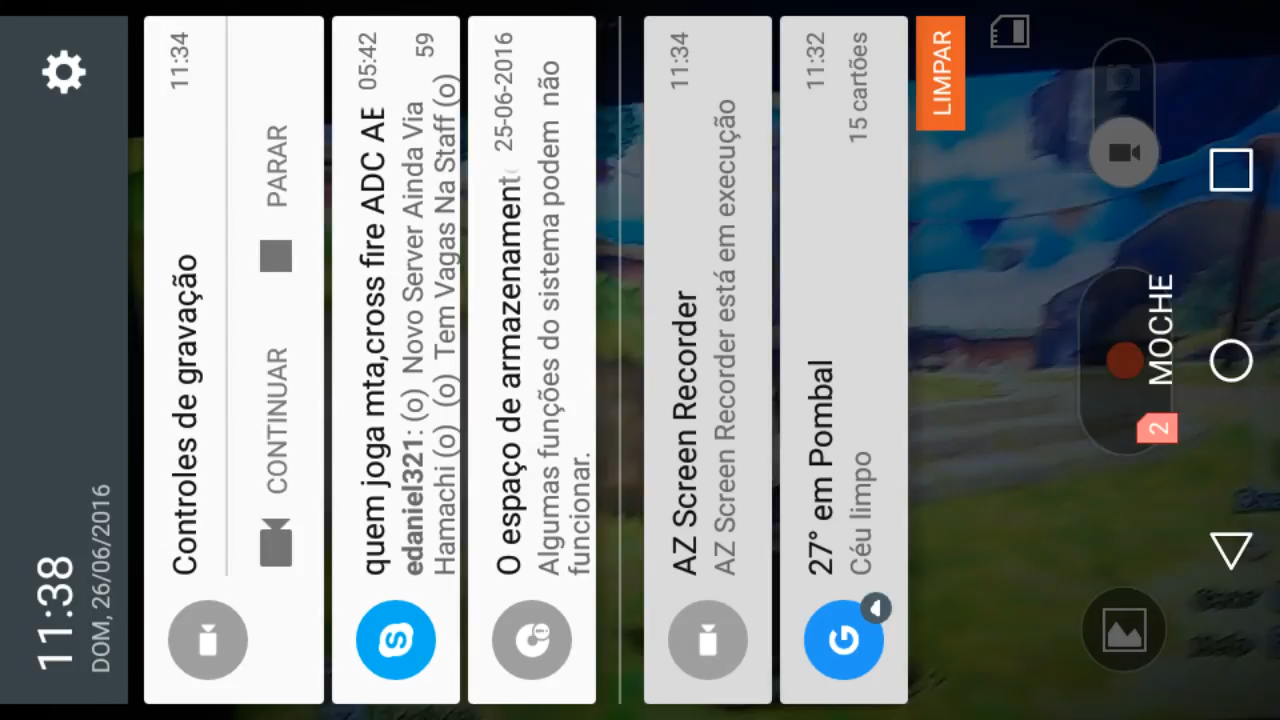 11:38
DOM, 26/06/2016
Controles de gravação 11:34
CONTINUAR PARAR
quem joga mta,cross fire ADC AE 05:42
edaniel321: (o) Novo Server Ainda Via 59
Hamachi (o) (o) Tem Vagas Na Staff (o)
O espaço de armazenament 25-06-2016
Algumas funções do sistema podem não
funcionar.
AZ Screen Recorder 11:34
AZ Screen Recorder está em execução
27° em Pombal 11:32
Céu limpo 15 cartões
LIMPAR
2 MOCHE